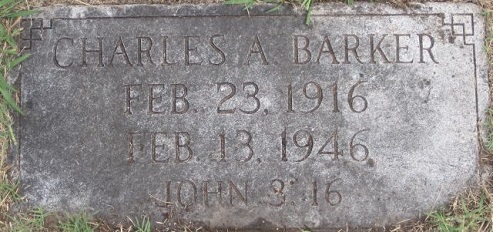 CHARLES A. BARKER
FEB. 23, 1916
FEB. 13, 1946
JOHN 3:16